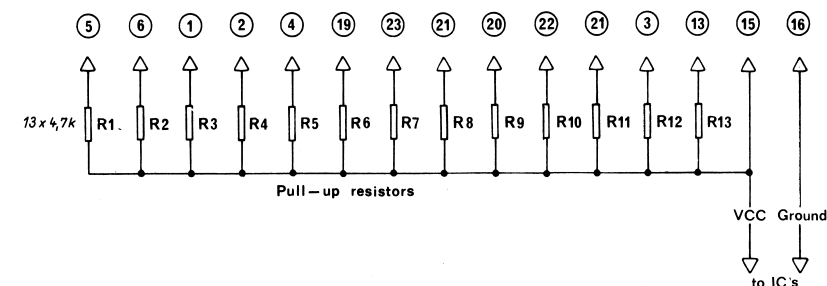 5 6 1 2 4 19 23 21 20 22 21 3 13 15 16
13 x 4,7k R1 R2 R3 R4 R5 R6 R7 R8 R9 R10 R11 R12 R13
Pull-up resistors
VCC Ground
to IC's